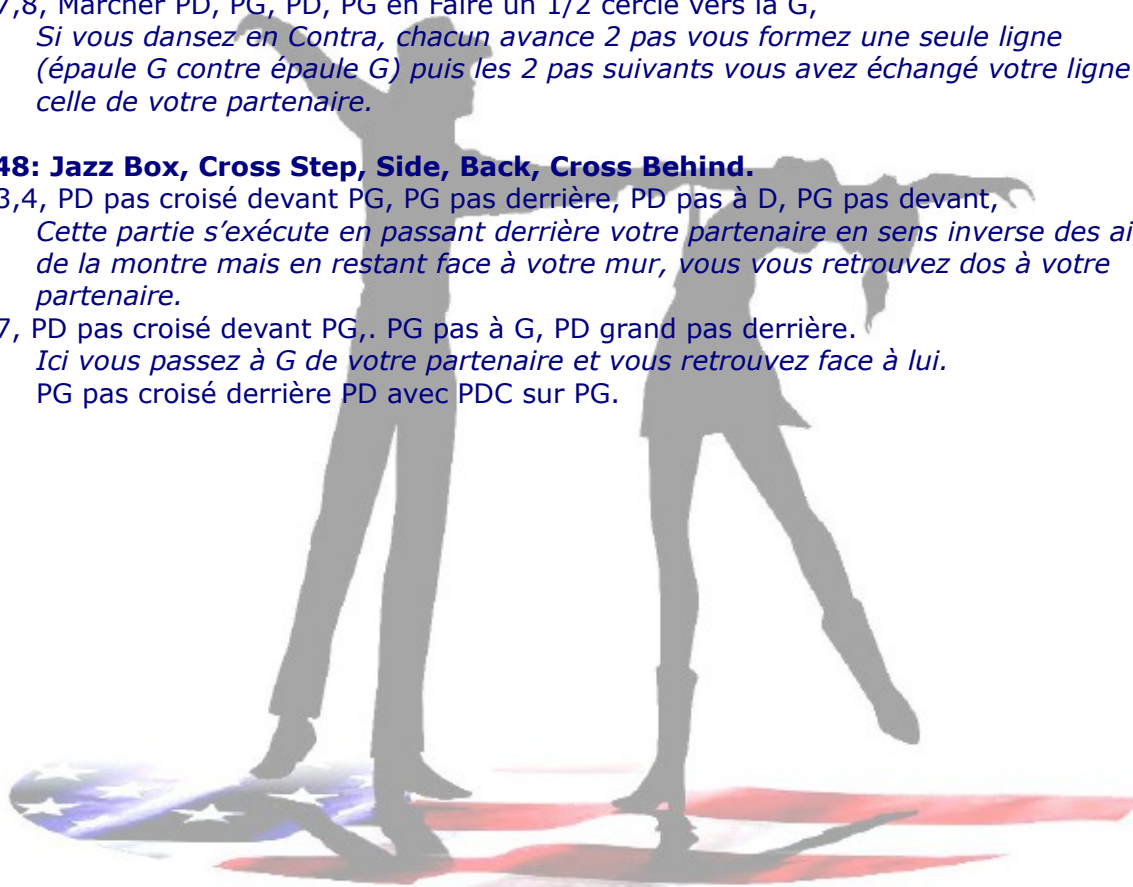 7,8, Marcher PD, PG, PD, PG en Faire un 1/2 cercle vers la G,
Si vous dansez en Contra, chacun avance 2 pas vous formez une seule ligne
(épaule G contre épaule G) puis les 2 pas suivants vous avez échangé votre ligne
celle de votre partenaire.
48: Jazz Box, Cross Step, Side, Back, Cross Behind.
3,4, PD pas croisé devant PG, PG pas derrière, PD pas à D, PG pas devant,
Cette partie s'exécute en passant derrière votre partenaire en sens inverse des
de la montre mais en restant face à votre mur, vous vous retrouvez dos à votre
partenaire.
7, PD pas croisé devant PG,. PG pas à G, PD grand pas derrière.
Ici vous passez à G de votre partenaire et vous retrouvez face à lui.
PG pas croisé derrière PD avec PDC sur PG.